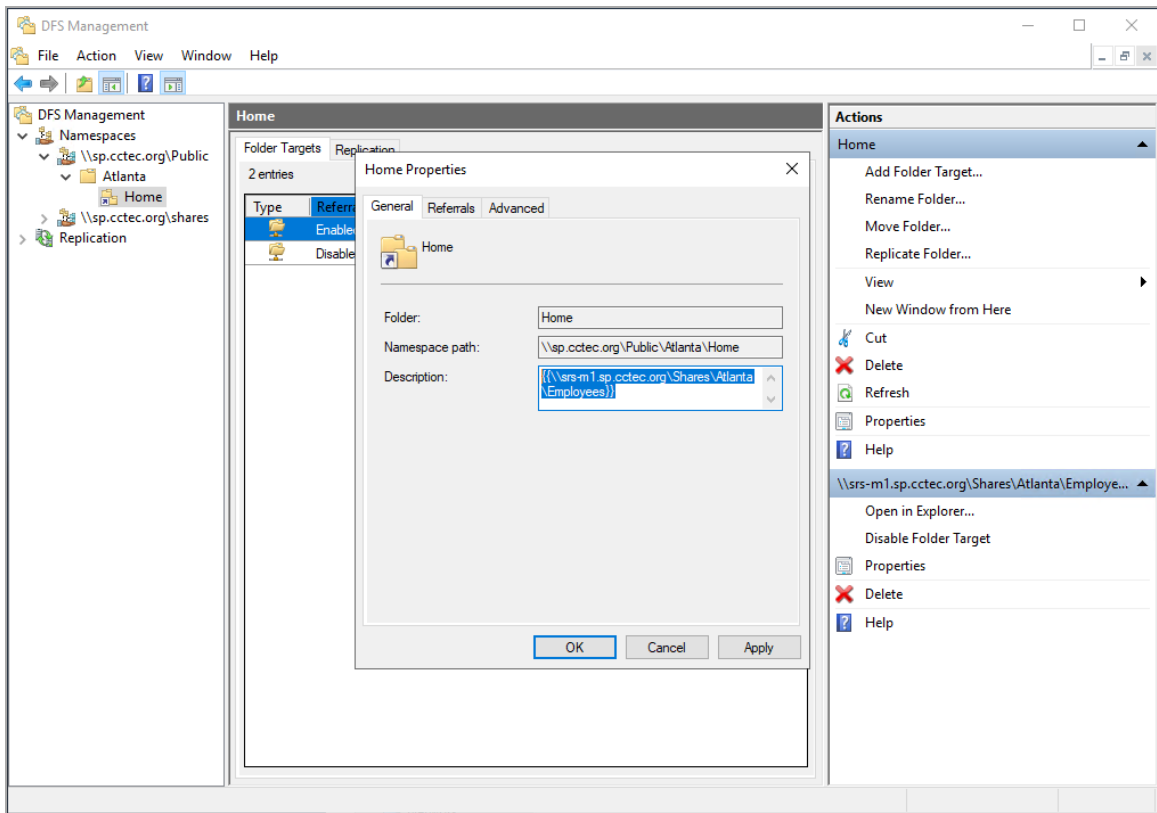 DFS Management
File Action View Window Help
DFS Management
Namespaces
\\sp.cctec.org\Public
Atlanta
Home
\\sp.cctec.org\shares
Replication
Home
Folder Targets Replication
2 entries
Type
Enabled
Disable
Home Properties
General Referrals Advanced
Home
Folder: Home
Namespace path: \\sp.cctec.org\Public\Atlanta\Home
Description: {{\\srs-m1.sp.cctec.org\Shares\Atlanta
\Employees}}
OK Cancel Apply
Actions
Home
Add Folder Target...
Rename Folder...
Move Folder...
Replicate Folder...
View
New Window from Here
Cut
Delete
Refresh
Properties
Help
\\srs-m1.sp.cctec.org\Shares\Atlanta\Employe...
Open in Explorer...
Disable Folder Target
Properties
Delete
Help